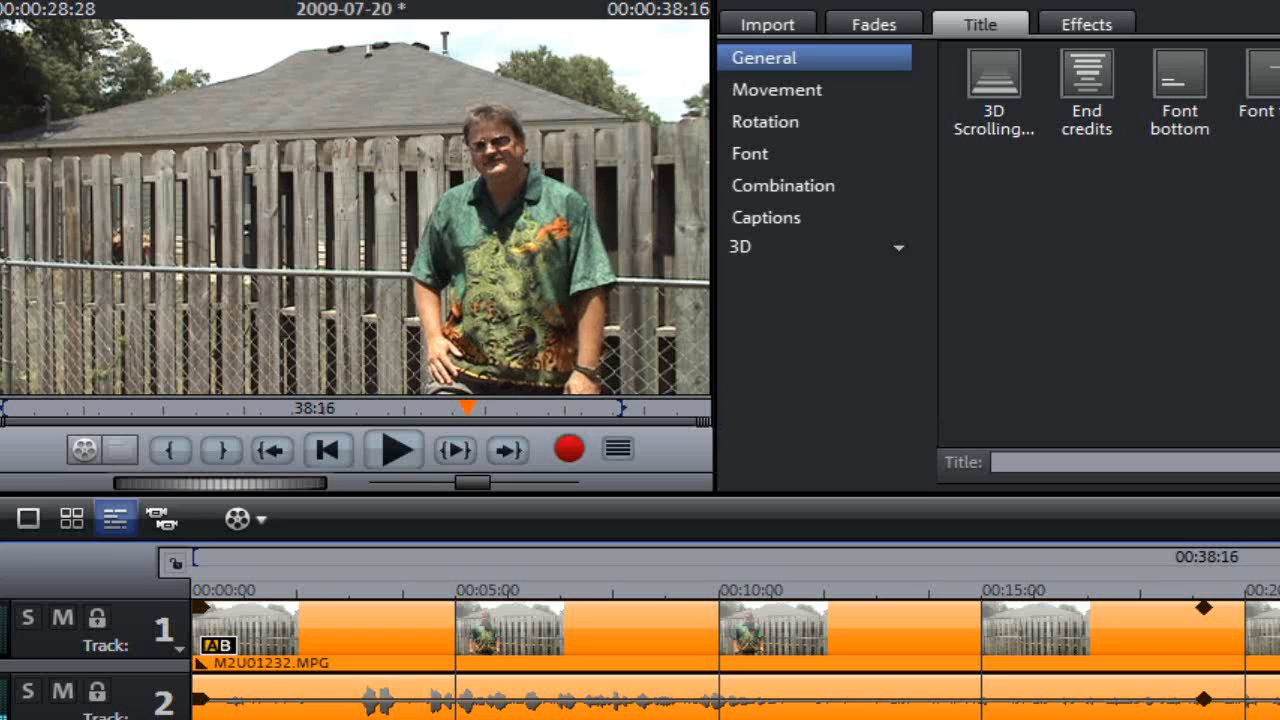 00:00:28:28 2009-07-20 * 00:00:38:16
Import Fades Title Effects
General
Movement
Rotation
Font
Combination
Captions
3D
3D
Scrolling...
End
credits
Font
bottom
Font
38:16
Title:
00:38:16
00:00:00 00:05:00 00:10:00 00:15:00
S M 1
Track:
AB
M2U01232.MPG
S M 2
Track: